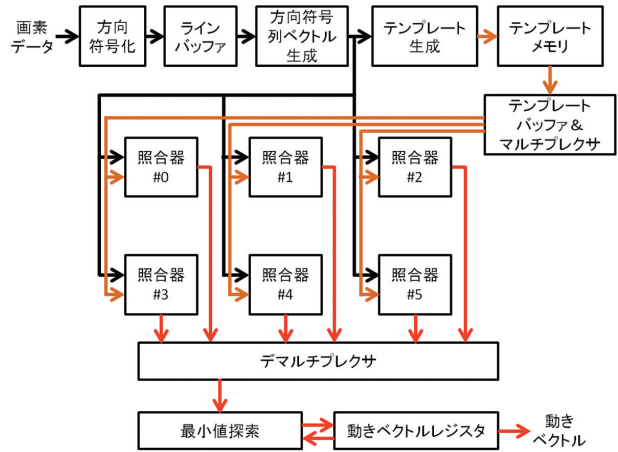 画素
データ
方向
符号化
ライン
バッファ
方向符号
列ベクトル
生成
テンプレート
生成
テンプレート
メモリ
テンプレート
バッファ＆
マルチプレクサ
照合器
#0
照合器
#1
照合器
#2
照合器
#3
照合器
#4
照合器
#5
デマルチプレクサ
最小値探索
動きベクトルレジスタ
動き
ベクトル